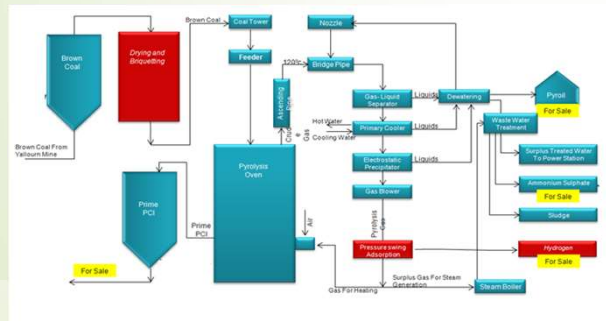 Brown Coal
Coal Tower
Nozzle
Drying and
Briquetting
Brown
Coal
Feeder
120°c
Bridge Pipe
Ascending
Pipe
Crud
e
Gas
Gas- Liquid
Separator
Liquids
Dewatering
Pyroil
For Sale
Hot Water
Cooling Water
Primary Cooler
Liquids
Waste Water
Treatment
Brown Coal From
Yallourn Mine
Electrostatic
Precipitator
Liquids
Surplus Treated Water
To Power Station
Pyrolysis
Oven
Gas Blower
Ammonium Sulphate
For Sale
Prime
PCI
Prime
PCI
Sludge
Air
Pyrolysis
Gas
Pressure swing
Adsorption
Hydrogen
For Sale
For Sale
Gas For Healing
Surplus Gas For Steam
Generation
Steam Boiler